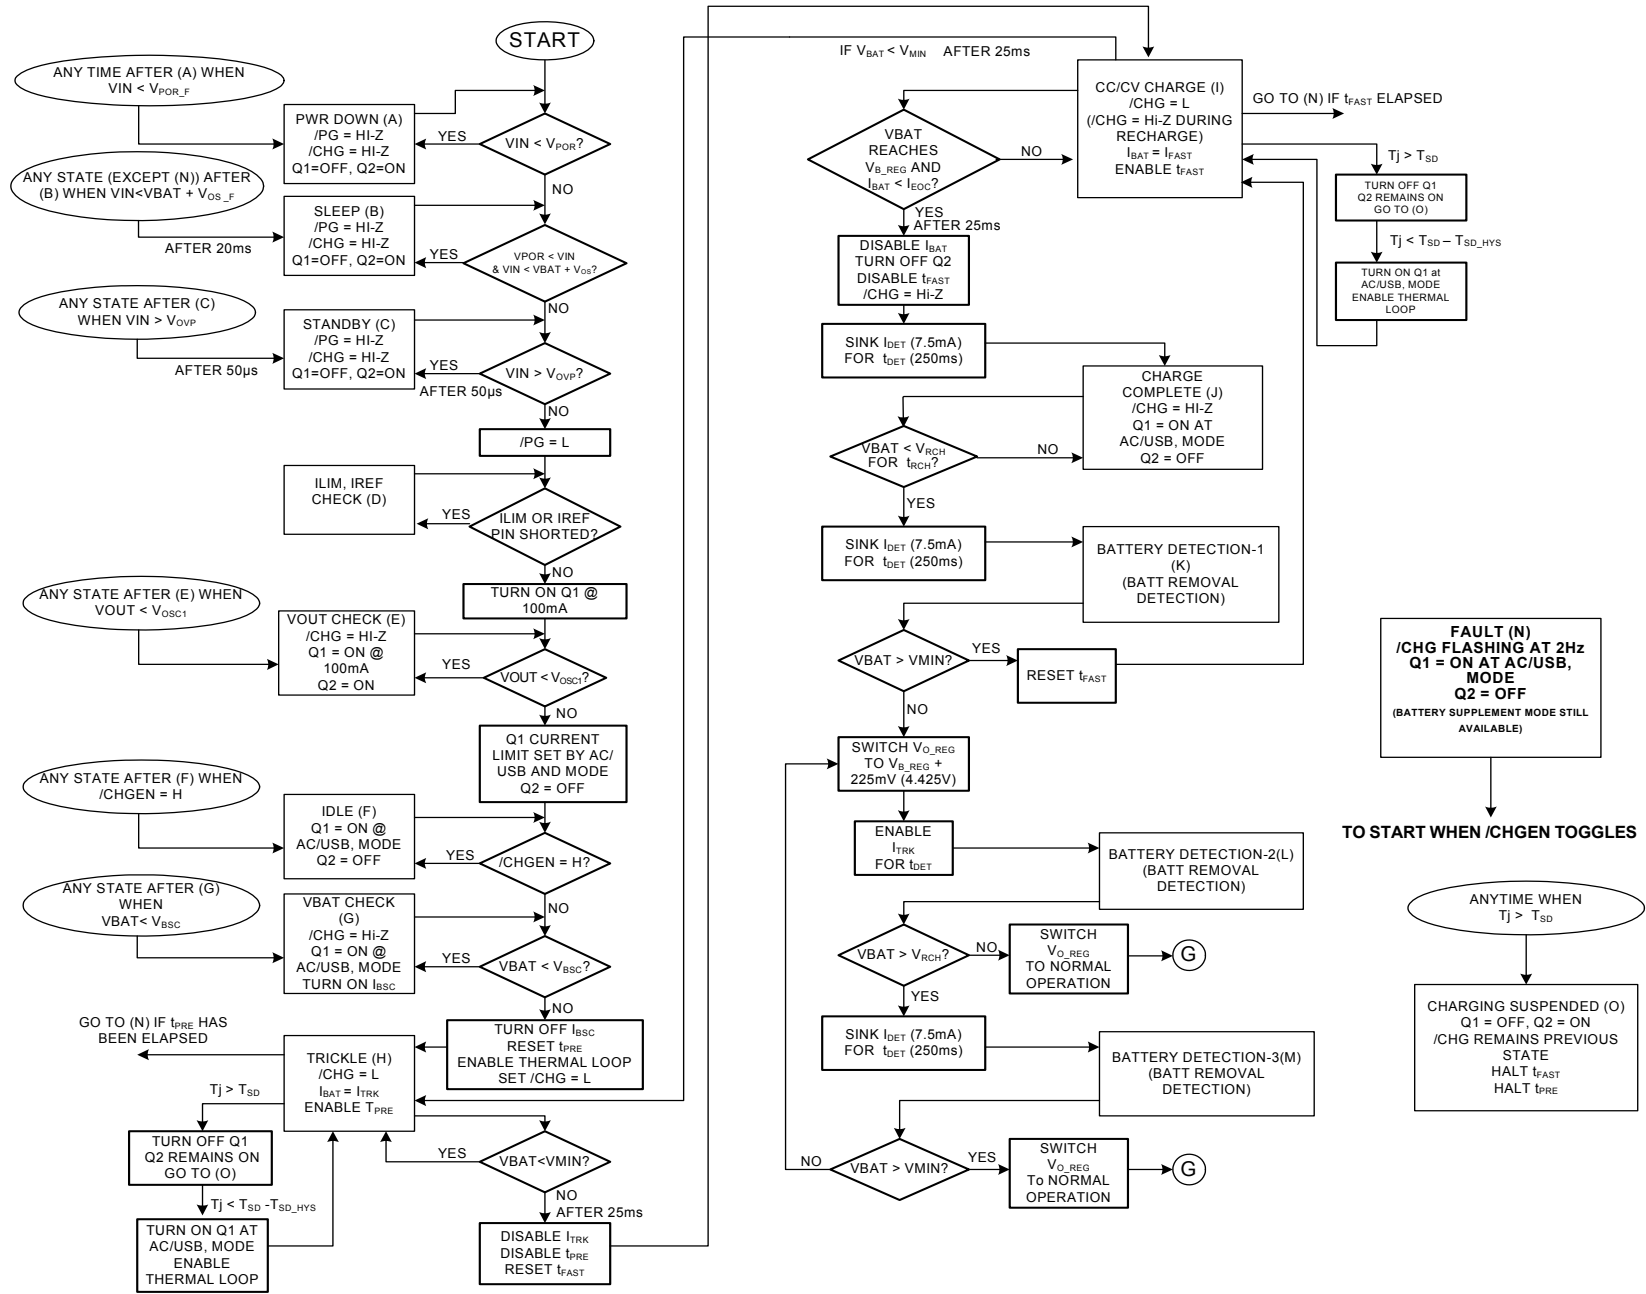 START
ANY TIME AFTER (A) WHEN
VIN < VPOR_F
PWR DOWN (A)
/PG = HI-Z
/CHG = HI-Z
Q1=OFF, Q2=ON
YES
VIN < VPOR?
NO
ANY STATE (EXCEPT (N)) AFTER
(B) WHEN VIN<VBAT + VOS_F
AFTER 20ms
SLEEP (B)
/PG = HI-Z
/CHG = HI-Z
Q1=OFF, Q2=ON
YES
VPOR < VIN
& VIN < VBAT + VOS?
NO
ANY STATE AFTER (C)
WHEN VIN > VOVP
AFTER 50µs
STANDBY (C)
/PG = HI-Z
/CHG = HI-Z
Q1=OFF, Q2=ON
YES
AFTER 50µs
VIN > VOVP?
NO
/PG = L
ILIM, IREF
CHECK (D)
YES
ILIM OR IREF
PIN SHORTED?
NO
TURN ON Q1 @
100mA
ANY STATE AFTER (E) WHEN
VOUT < VOSC1
VOUT CHECK (E)
/CHG = HI-Z
Q1 = ON @
100mA
Q2 = ON
YES
VOUT < VOSC1?
NO
Q1 CURRENT
LIMIT SET BY AC/
USB AND MODE
Q2 = OFF
ANY STATE AFTER (F) WHEN
/CHGEN = H
IDLE (F)
Q1 = ON @
AC/USB, MODE
Q2 = OFF
YES
/CHGEN = H?
NO
ANY STATE AFTER (G)
WHEN
VBAT< VBSC
VBAT CHECK
(G)
/CHG = Hi-Z
Q1 = ON @
AC/USB, MODE
TURN ON IBSC
YES
VBAT < VBSC?
NO
TURN OFF IBSC
RESET tPRE
ENABLE THERMAL LOOP
SET /CHG = L
GO TO (N) IF tPRE HAS
BEEN ELAPSED
TRICKLE (H)
/CHG = L
IBAT = ITRK
ENABLE TPRE
Tj > TSD
TURN OFF Q1
Q2 REMAINS ON
GO TO (O)
Tj < TSD -TSD_HYS
TURN ON Q1 AT
AC/USB, MODE
ENABLE
THERMAL LOOP
YES
VBAT<VMIN?
NO
AFTER 25ms
DISABLE ITRK
DISABLE tPRE
RESET tFAST
IF VBAT < VMIN AFTER 25ms
CC/CV CHARGE (I)
/CHG = L
(/CHG = Hi-Z DURING
RECHARGE)
IBAT = IFAST
ENABLE tFAST
GO TO (N) IF tFAST ELAPSED
Tj > TSD
TURN OFF Q1
Q2 REMAINS ON
GO TO (O)
Tj < TSD – TSD_HYS
TURN ON Q1 at
AC/USB, MODE
ENABLE THERMAL
LOOP
VBAT
REACHES
VB_REG AND
IBAT < IEOC?
NO
YES
AFTER 25ms
DISABLE IBAT
TURN OFF Q2
DISABLE tFAST
/CHG = Hi-Z
SINK IDET (7.5mA)
FOR tDET (250ms)
CHARGE
COMPLETE (J)
/CHG = HI-Z
Q1 = ON AT
AC/USB, MODE
Q2 = OFF
VBAT < VRCH
FOR tRCH?
NO
YES
SINK IDET (7.5mA)
FOR tDET (250ms)
BATTERY DETECTION-1
(K)
(BATT REMOVAL
DETECTION)
VBAT > VMIN?
YES
RESET tFAST
NO
SWITCH VO_REG
TO VB_REG +
225mV (4.425V)
ENABLE
ITRK
FOR tDET
BATTERY DETECTION-2(L)
(BATT REMOVAL
DETECTION)
VBAT > VRCH?
NO
SWITCH
VO_REG
TO NORMAL
OPERATION
G
YES
SINK IDET (7.5mA)
FOR tDET (250ms)
BATTERY DETECTION-3(M)
(BATT REMOVAL
DETECTION)
NO
VBAT > VMIN?
YES
SWITCH
VO_REG
To NORMAL
OPERATION
G
FAULT (N)
/CHG FLASHING AT 2Hz
Q1 = ON AT AC/USB,
MODE
Q2 = OFF
(BATTERY SUPPLEMENT MODE STILL
AVAILABLE)
TO START WHEN /CHGEN TOGGLES
ANYTIME WHEN
Tj > TSD
CHARGING SUSPENDED (O)
Q1 = OFF, Q2 = ON
/CHG REMAINS PREVIOUS
STATE
HALT tFAST
HALT tPRE